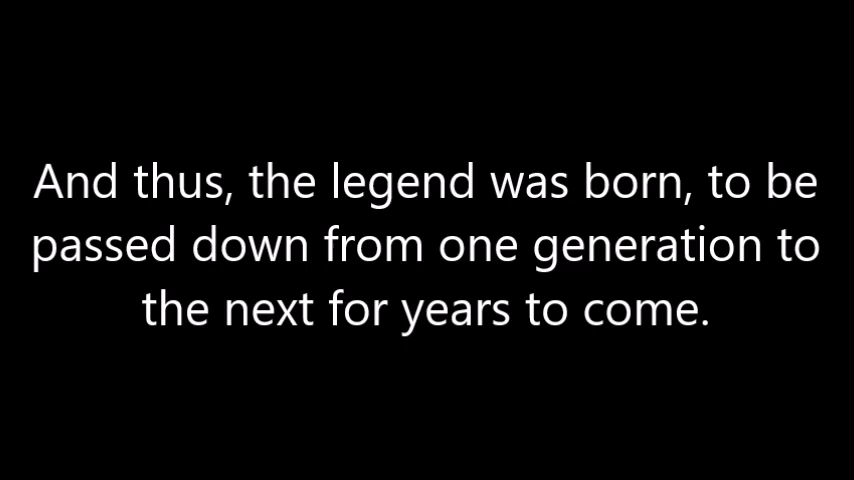 And thus, the legend was born, to be
passed down from one generation to
the next for years to come.